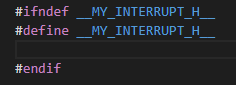 #ifndef __MY_INTERRUPT_H__
#define __MY_INTERRUPT_H__
#endif